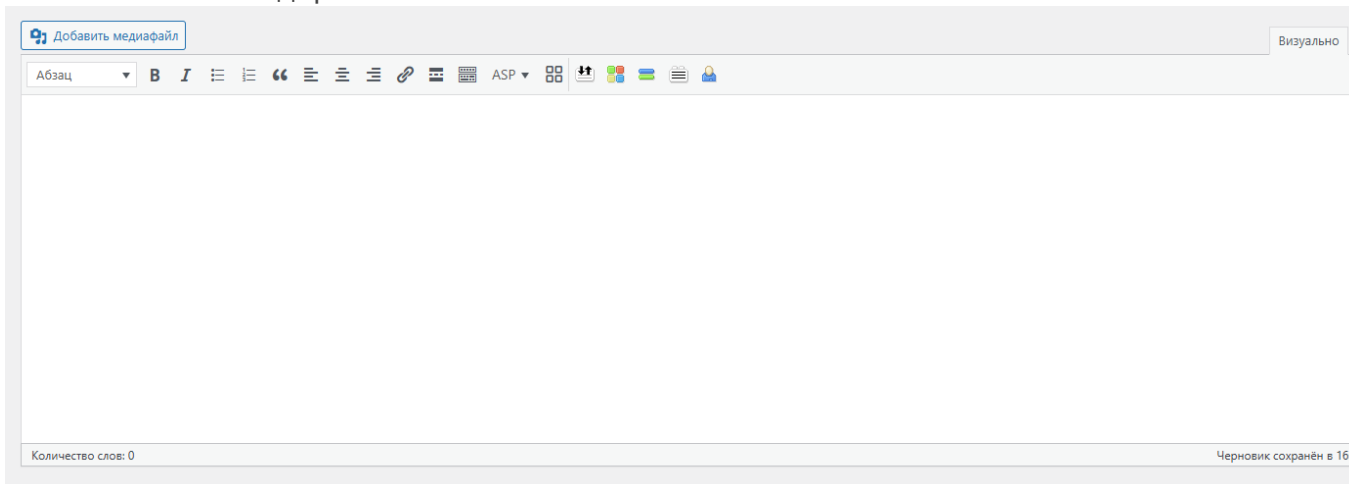 Добавить медиафайл
Визуально
Абзац B I ASP
Количество слов: 0
Черновик сохранён в 16